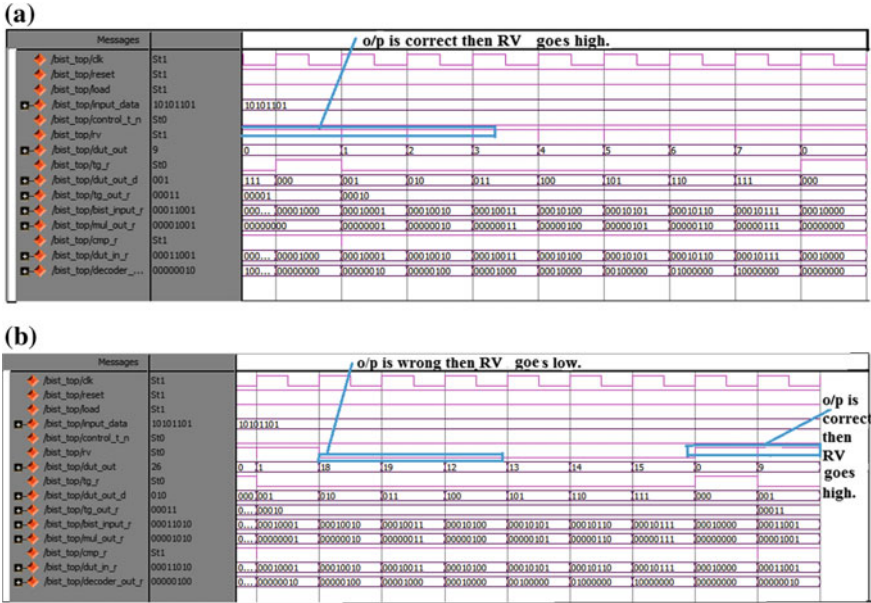 (a)
o/p is correct then RV goes high.
Messages
/bist_top/clk St1
/bist_top/reset St1
/bist_top/load St1
/bist_top/input_data 10101101 10101101
/bist_top/control_t_n St0
/bist_top/rv St1
/bist_top/dut_out 9 0 1 2 3 4 5 6 7 0
/bist_top/tg_r St0
/bist_top/dut_out_d 001 111 000 001 010 011 100 101 110 111 000
/bist_top/tg_out_r 00011 00001 00010
/bist_top/bist_input_r 00011001 000... 00001000 00010001 00010010 00010011 00010100 00010101 00010110 00010111 00010000
/bist_top/mul_out_r 00001001 00000000 00000001 00000010 00000011 00000100 00000101 00000110 00000111 00000000
/bist_top/cmp_r St1
/bist_top/dut_in_r 00011001 000... 00001000 00010001 00010010 00010011 00010100 00010101 00010110 00010111 00010000
/bist_top/decoder_... 00000010 100... 00000000 00000010 00000100 00001000 00010000 00100000 01000000 10000000 00000000
(b)
o/p is wrong then RV goes low.
Messages
/bist_top/clk St1
/bist_top/reset St1
/bist_top/load St1
/bist_top/input_data 10101101 10101101
/bist_top/control_t_n St0
/bist_top/rv St0
/bist_top/dut_out 26 0 1 18 19 12 13 14 15 0 9
/bist_top/tg_r St0
/bist_top/dut_out_d 010 000 001 010 011 100 101 110 111 000 001
/bist_top/tg_out_r 00011 0... 00010 00011
/bist_top/bist_input_r 00011010 0... 00010001 00010010 00010011 00010100 00010101 00010110 00010111 00010000 00011001
/bist_top/mul_out_r 00001010 0... 00000001 00000010 00000011 00000100 00000101 00000110 00000111 00000000 00001001
/bist_top/cmp_r St1
/bist_top/dut_in_r 00011010 0... 00010001 00010010 00010011 00010100 00010101 00010110 00010111 00010000 00011001
/bist_top/decoder_out_r 00000100 0... 00000010 00000100 00001000 00010000 00100000 01000000 10000000 00000000 00000010
o/p is
correct
then
RV
goes
high.